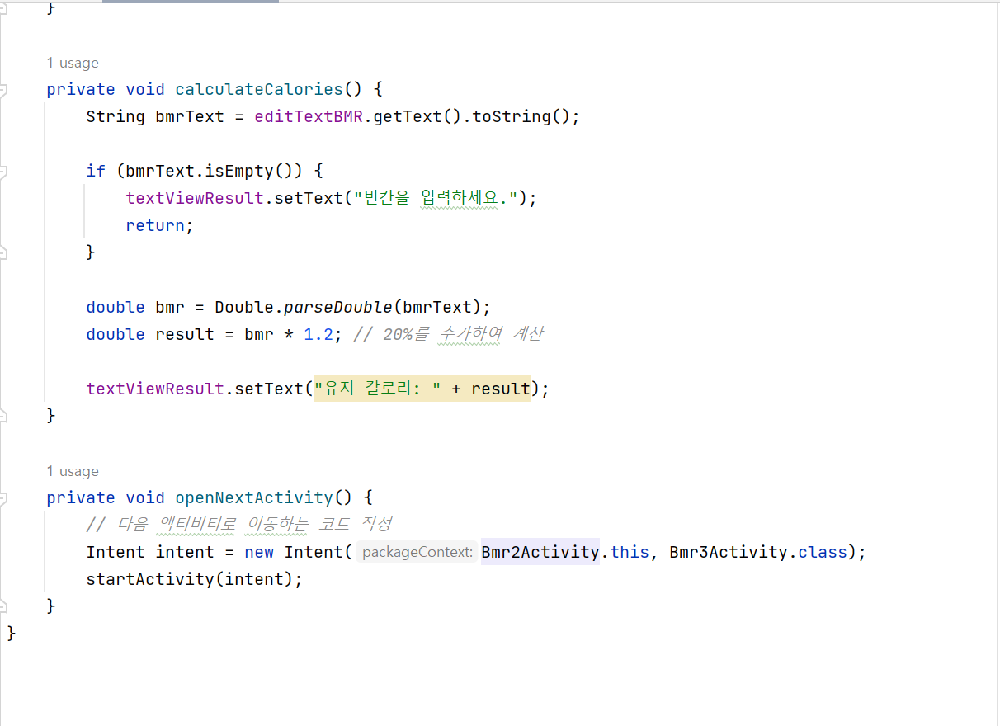 }
1 usage
private void calculateCalories() {
String bmrText = editTextBMR.getText().toString();
if (bmrText.isEmpty()) {
textViewResult.setText("빈칸을 입력하세요.");
return;
}
double bmr = Double.parseDouble(bmrText);
double result = bmr * 1.2; // 20%를 추가하여 계산
textViewResult.setText("유지 칼로리: " + result);
}
1 usage
private void openNextActivity() {
// 다음 액티비티로 이동하는 코드 작성
Intent intent = new Intent( packageContext: Bmr2Activity.this, Bmr3Activity.class);
startActivity(intent);
}
}